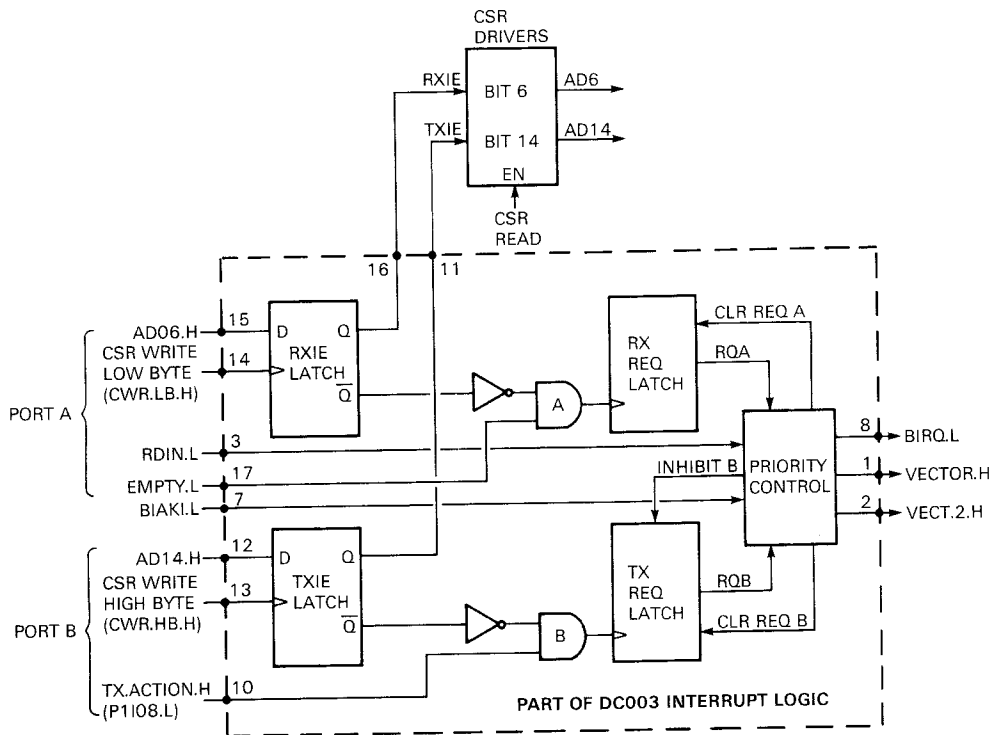 CSR
DRIVERS
RXIE
BIT 6
AD6
TXIE
BIT 14
AD14
EN
CSR
READ
16
11
PORT A
AD06.H
15
CSR WRITE
LOW BYTE
(CWR.LB.H)
14
D
Q
RXIE
LATCH
Q
RDIN.L
3
EMPTY.L
17
BIAKI.L
7
A
RX
REQ
LATCH
CLR REQ A
RQA
INHIBIT B
PRIORITY
CONTROL
8
BIRQ.L
1
VECTOR.H
2
VECT.2.H
PORT B
AD14.H
12
CSR WRITE
HIGH BYTE
(CWR.HB.H)
13
D
Q
TXIE
LATCH
Q
TX.ACTION.H
(P1I08.L)
10
B
TX
REQ
LATCH
RQB
CLR REQ B
PART OF DC003 INTERRUPT LOGIC